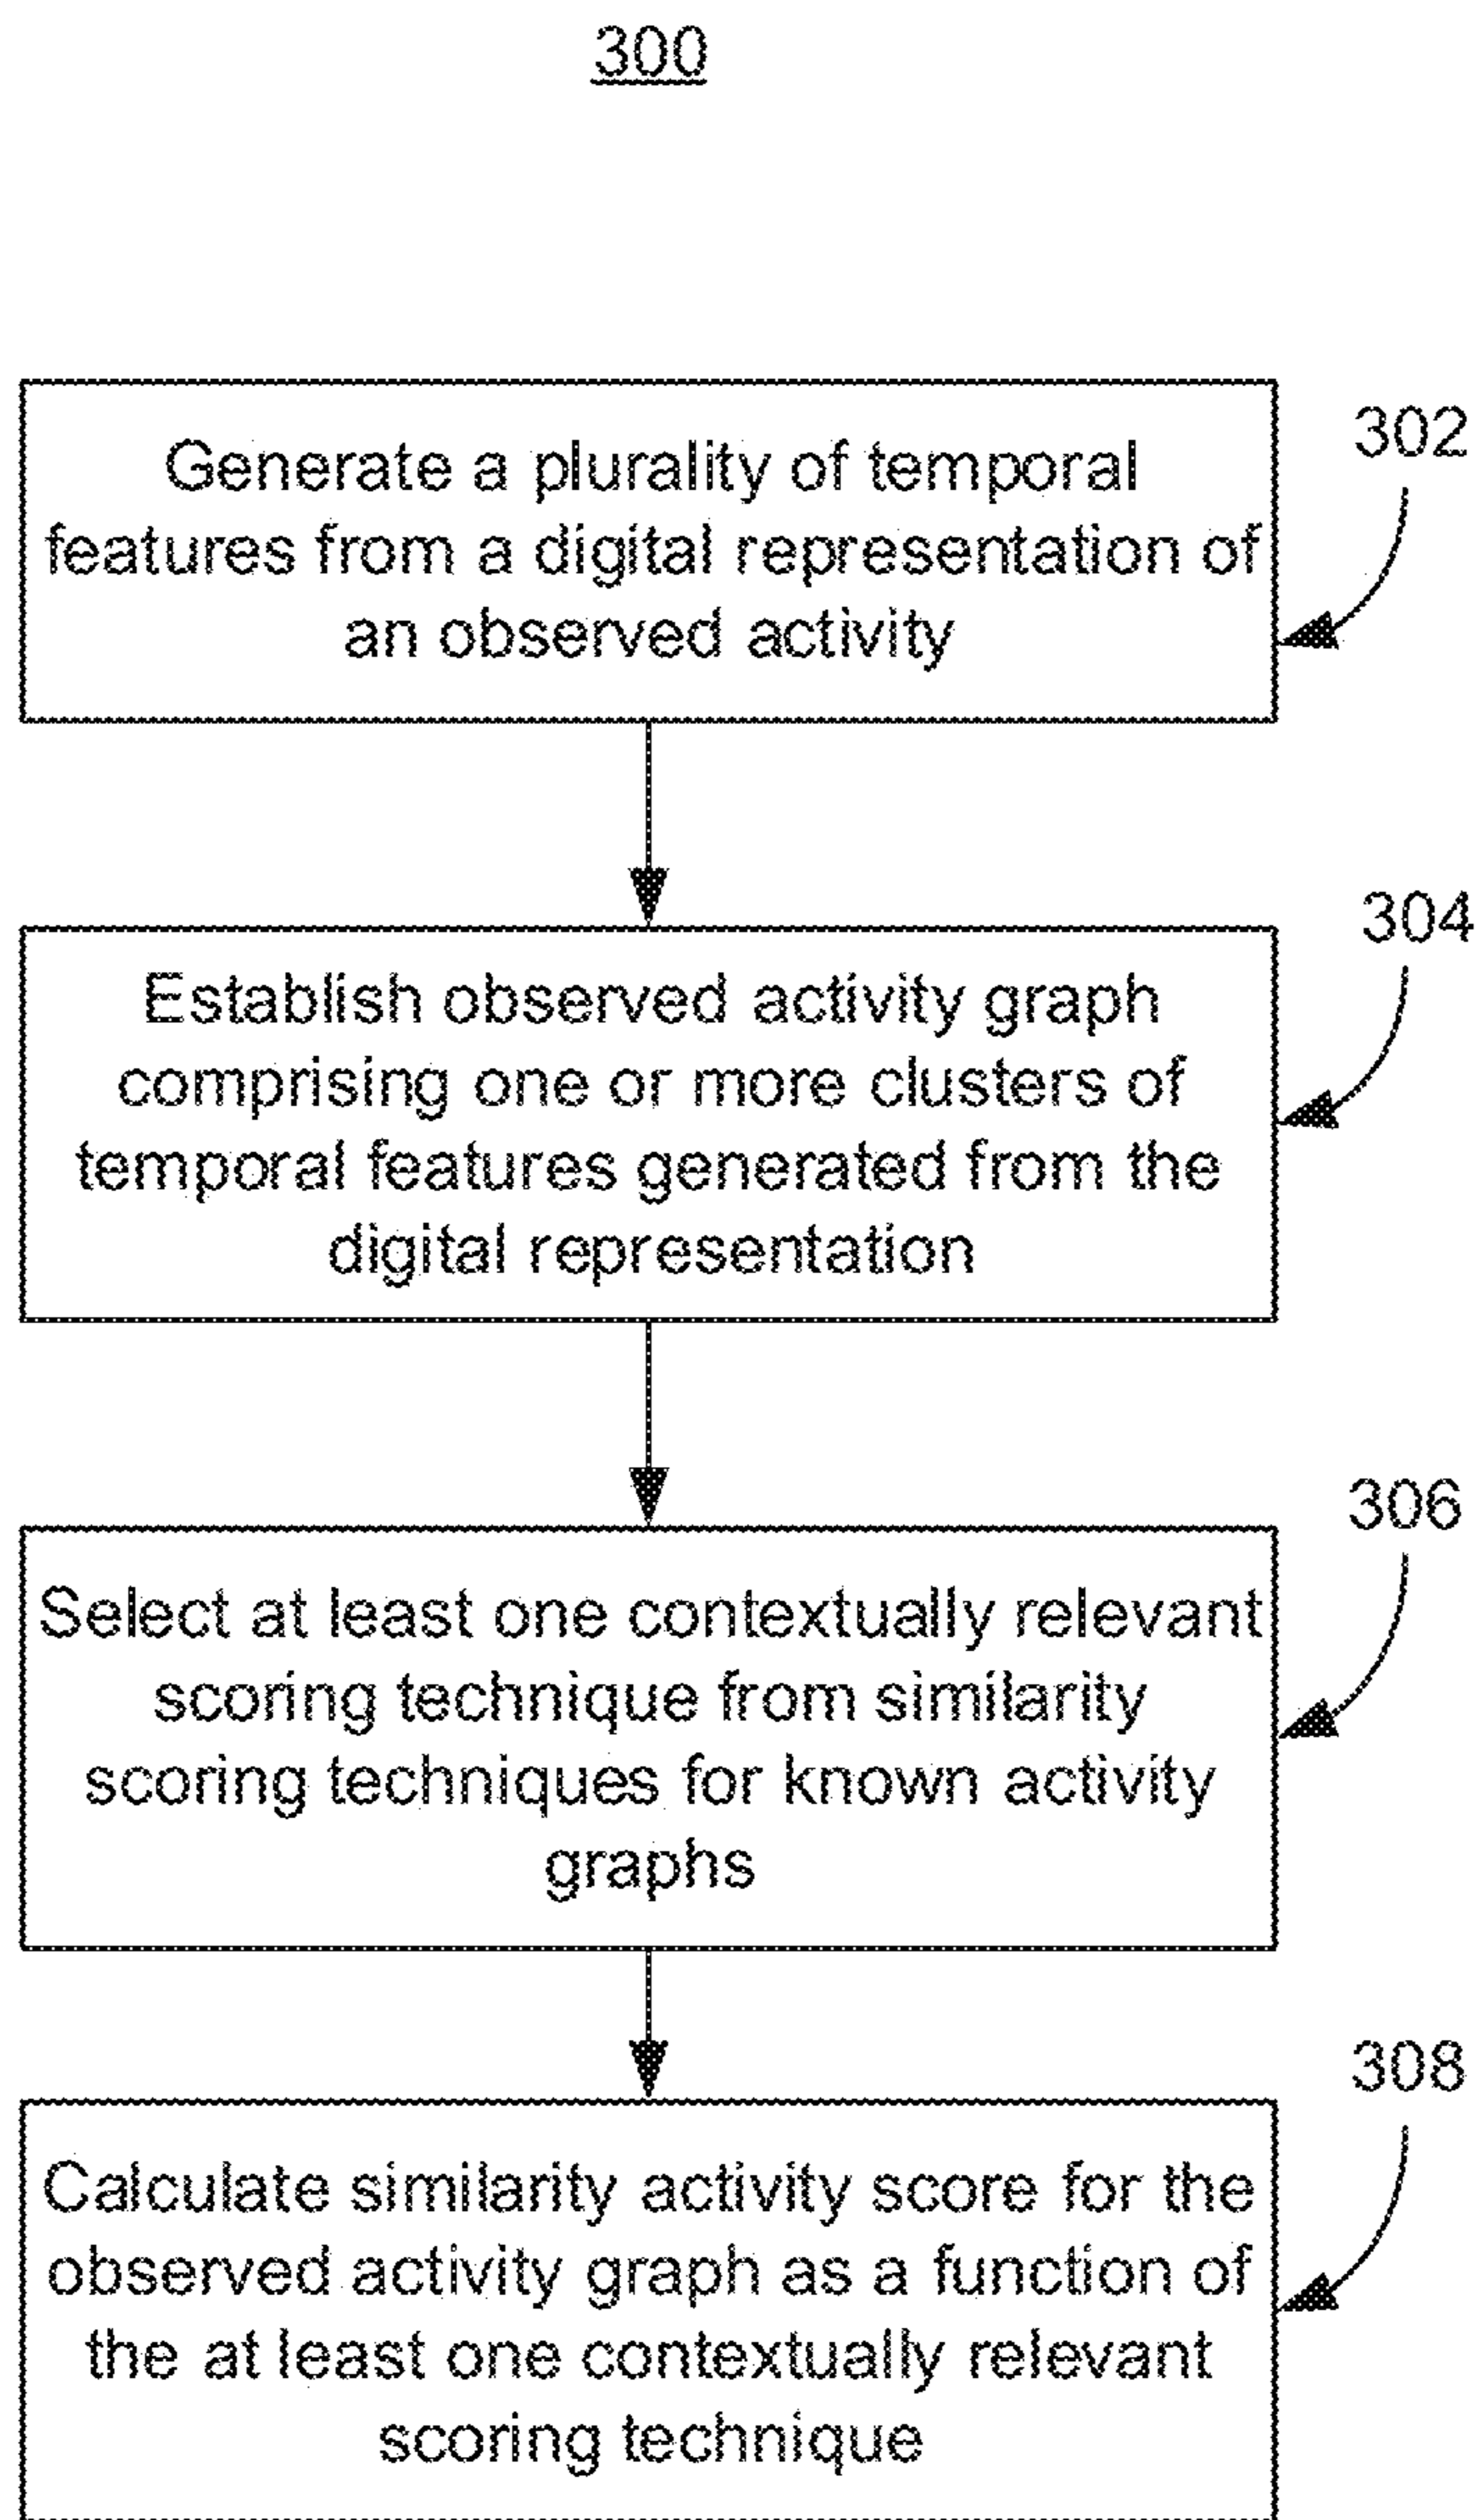 300
302
Generate a plurality of temporal
features from a digital representation of
an observed activity
304
Establish observed activity graph
comprising one or more clusters of
temporal features generated from the
digital representation
306
Select at least one contextually relevant
scoring technique from similarity
scoring techniques for known activity
graphs
308
Calculate similarity activity score for the
observed activity graph as a function of
the at least one contextually relevant
scoring technique